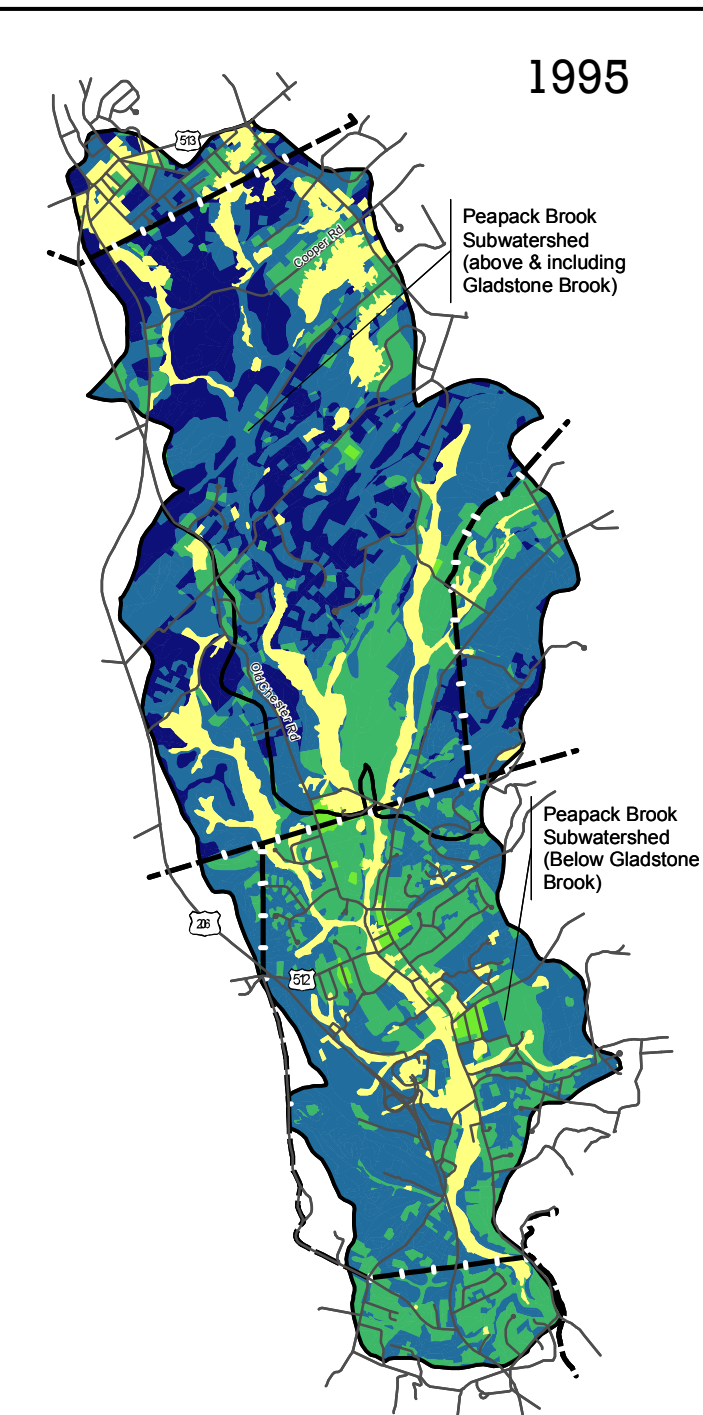 1995
513
Peapack Brook
Subwatershed
(above & including
Gladstone Brook)
Cooper Rd
Old Chester Rd
Peapack Brook
Subwatershed
(Below Gladstone
Brook)
206
512